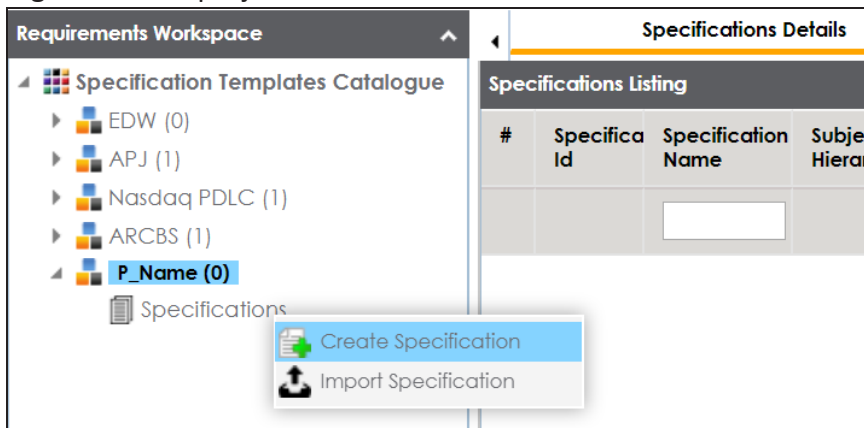 Requirements Workspace
Specifications Details
Specification Templates Catalogue
EDW (0)
APJ (1)
Nasdaq PDLC (1)
ARCBS (1)
P_Name (0)
Specifications
Create Specification
Import Specification
Specifications Listing
#
Specifica
Id
Specification
Name
Subje
Hierar